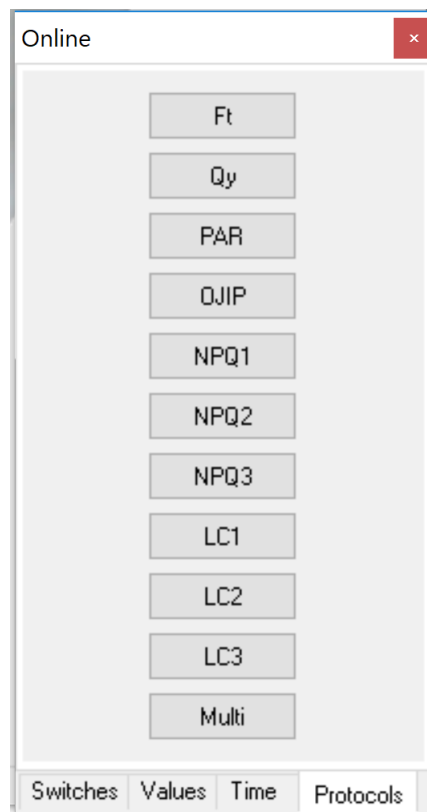 Online
×
Ft
Qy
PAR
OJIP
NPQ1
NPQ2
NPQ3
LC1
LC2
LC3
Multi
Switches Values Time Protocols